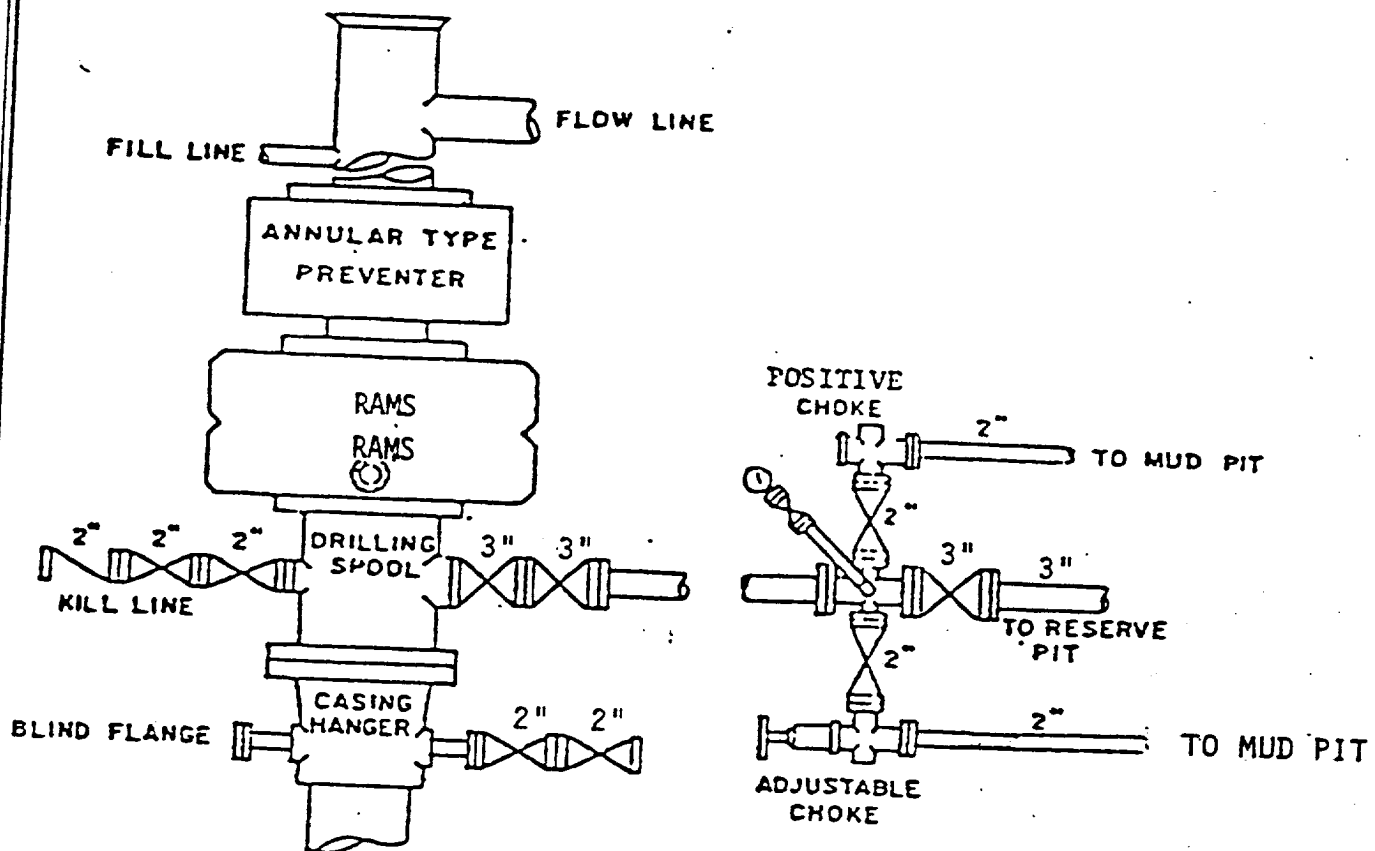 FLOW LINE
FILL LINE
ANNULAR TYPE
PREVENTER
RAMS
RAMS
POSITIVE
CHOKE
2"
TO MUD PIT
2"
2" 2" 2"
DRILLING
SPOOL
3" 3"
KILL LINE
3"
3"
TO RESERVE
PIT
2"
CASING
HANGER
BLIND FLANGE
2" 2"
2"
TO MUD PIT
ADJUSTABLE
CHOKE